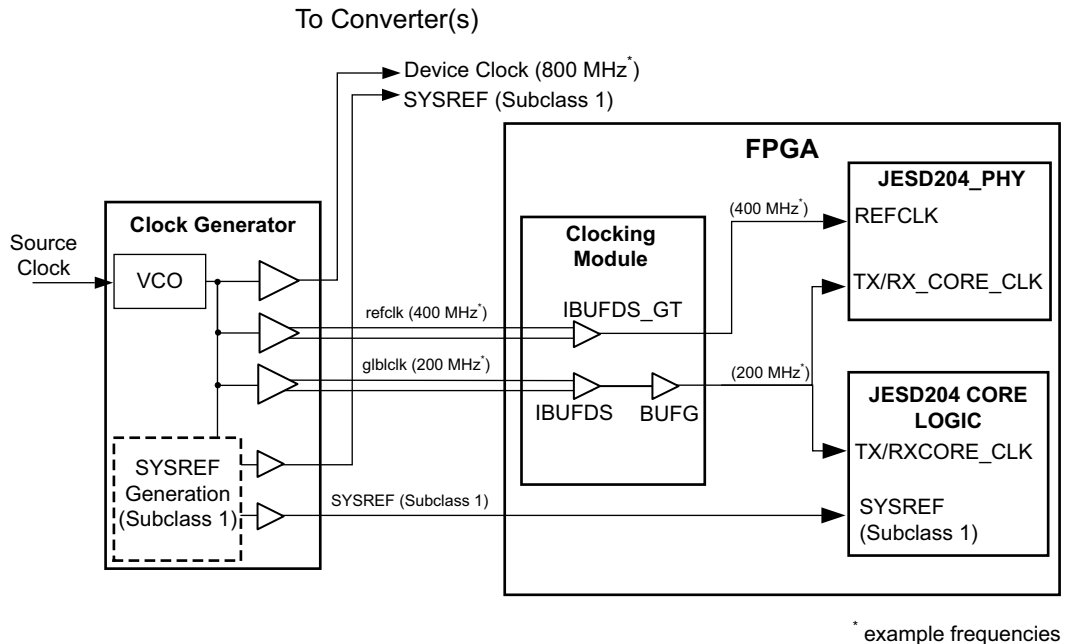 To Converter(s)
Device Clock (800 MHz*)
SYSREF (Subclass 1)
FPGA
JESD204_PHY
REFCLK
TX/RX_CORE_CLK
Clock Generator
Source
Clock
VCO
SYSREF
Generation
(Subclass 1)
refclk (400 MHz*)
glblclk (200 MHz*)
SYSREF (Subclass 1)
Clocking
Module
IBUFDS_GT
IBUFDS
BUFG
(400 MHz*)
(200 MHz*)
JESD204 CORE
LOGIC
TX/RXCORE_CLK
SYSREF
(Subclass 1)
* example frequencies